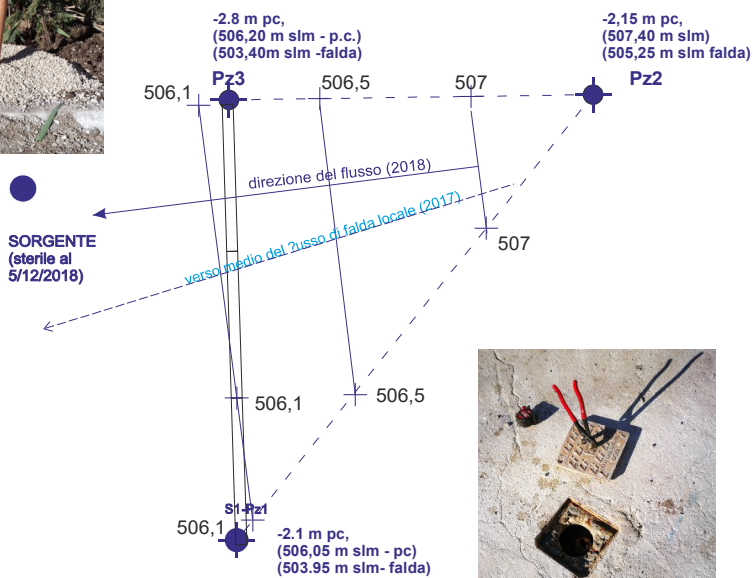 -2.8 m pc,
(506,20 m slm - p.c.)
(503,40m slm -falda)
Pz3
-2,15 m pc,
(507,40 m slm)
(505,25 m slm falda)
Pz2
506,1
506,5
507
direzione del flusso (2018)
verso medio del ?usso di falda locale (2017)
SORGENTE
(sterile al
5/12/2018)
507
506,1
506,5
S1-Pz1
506,1
-2.1 m pc,
(506,05 m slm - pc)
(503.95 m slm- falda)